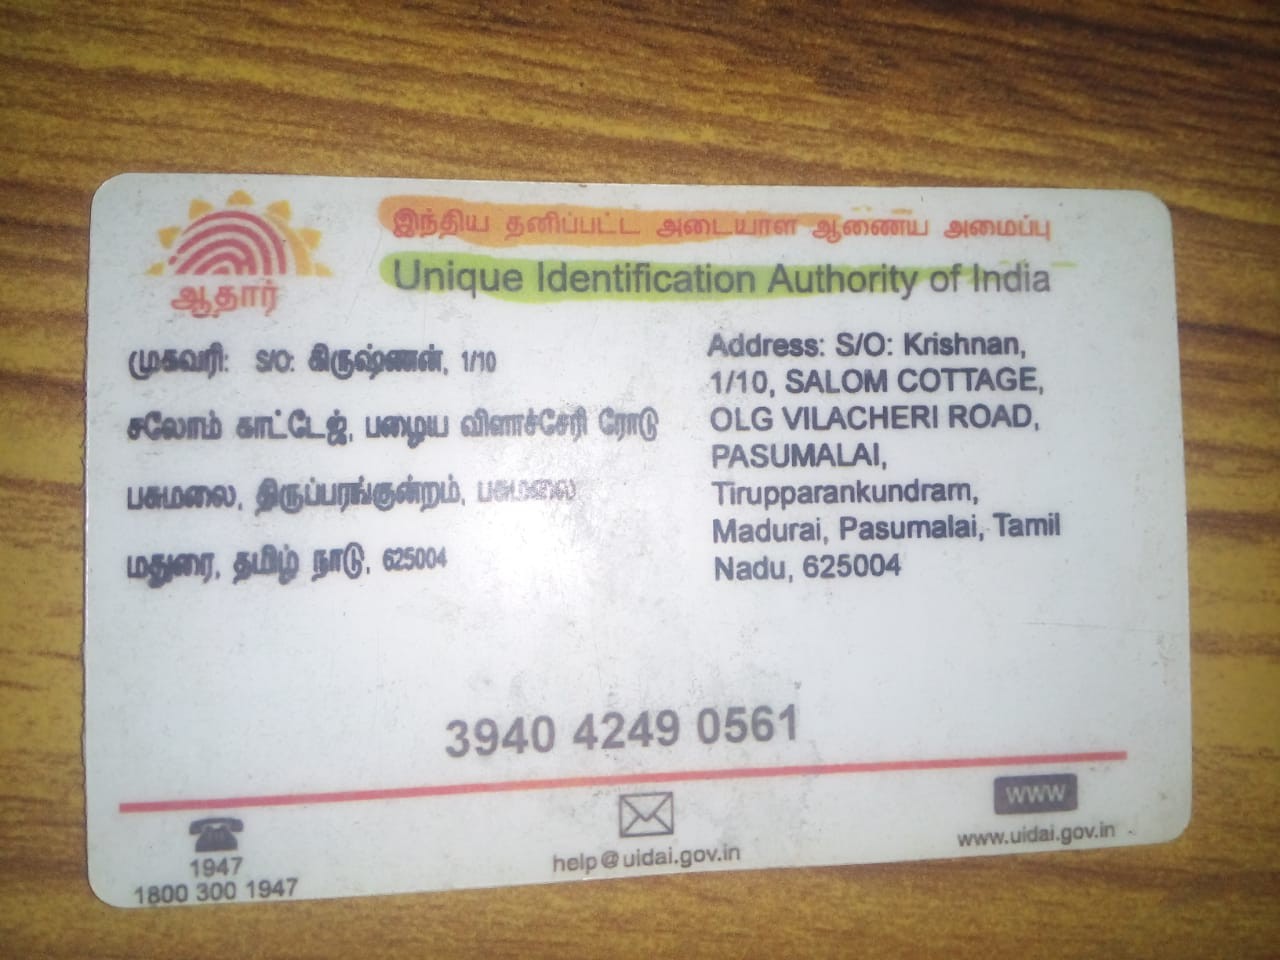 இந்திய தனிப்பட்ட அடையாள ஆணைய அமைப்பு
Unique Identification Authority of India
ஆதார்
முகவரி: S/O: கிருஷ்ணன், 1/10
சலோம் காட்டேஜ், பழைய விளாச்சேரி ரோடு
பசுமலை, திருப்பரங்குன்றம், பசுமலை
மதுரை, தமிழ் நாடு, 625004
Address: S/O: Krishnan,
1/10, SALOM COTTAGE,
OLG VILACHERI ROAD,
PASUMALAI,
Tirupparankundram,
Madurai, Pasumalai, Tamil
Nadu, 625004
3940 4249 0561
1947
1800 300 1947
help@uidai.gov.in
WWW
www.uidai.gov.in